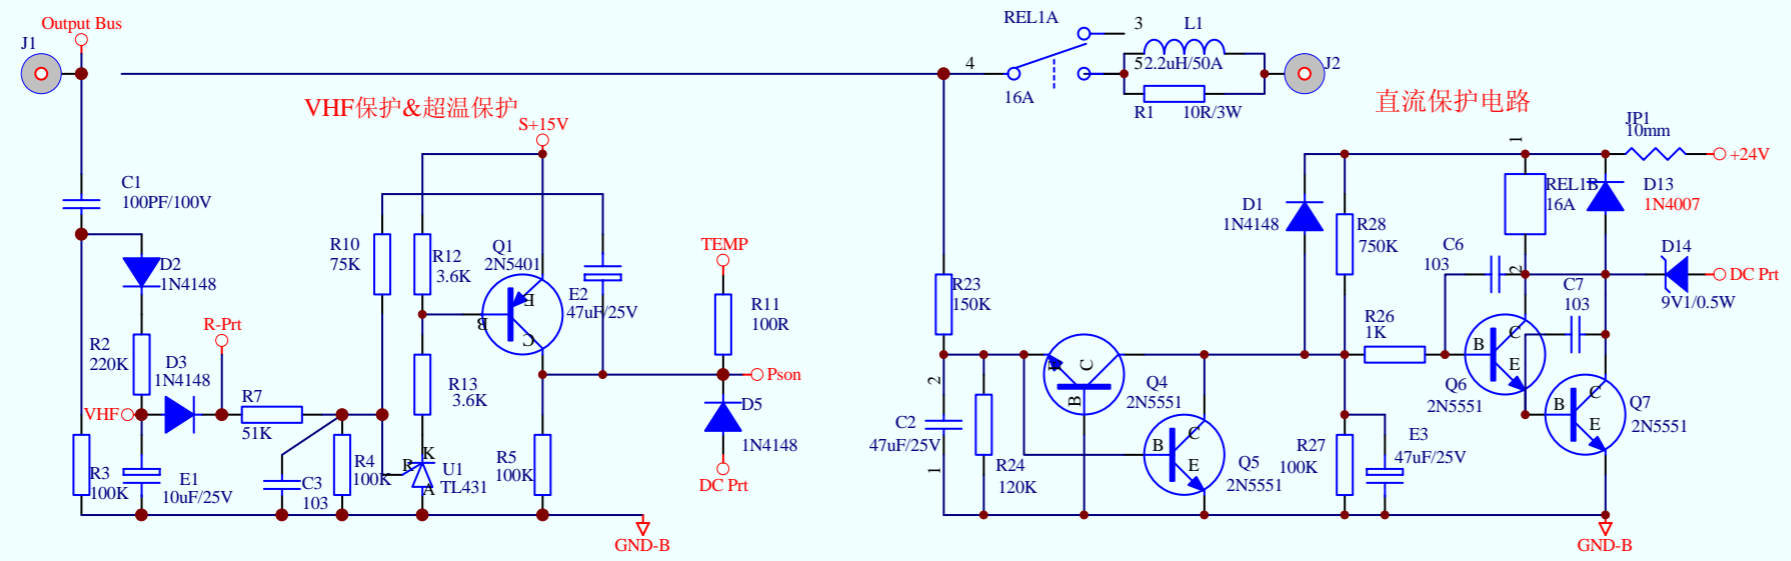 Output Bus
J1
REL1A
3
L1
4
5
2.2uH/50A
J2
16A
R1
10R/3W
VHF保护&超温保护
S+15V
直流保护电路
JP1
10mm
+24V
1
C1
100PF/100V
REL1B
16A
D13
1N4007
D1
1N4148
R28
750K
R10
75K
R12
3.6K
Q1
2N5401
TEMP
C6
103
2
D14
DC Prt
9V1/0.5W
D2
1N4148
E
B
C
E2
47uF/25V
R11
100R
R23
150K
C7
103
R-Prt
R26
1K
R2
220K
D3
1N4148
E
C
B
C
B
E
Q6
2N5551
Pson
R13
3.6K
2
Q4
2N5551
VHF
R7
51K
D5
1N4148
C2
47uF/25V
1
B
C
E
Q5
2N5551
C
B
E
Q7
2N5551
R3
100K
E1
10uF/25V
C3
103
R4
100K
R
K
A
U1
TL431
R5
100K
DC Prt
R24
120K
R27
100K
E3
47uF/25V
GND-B
GND-B